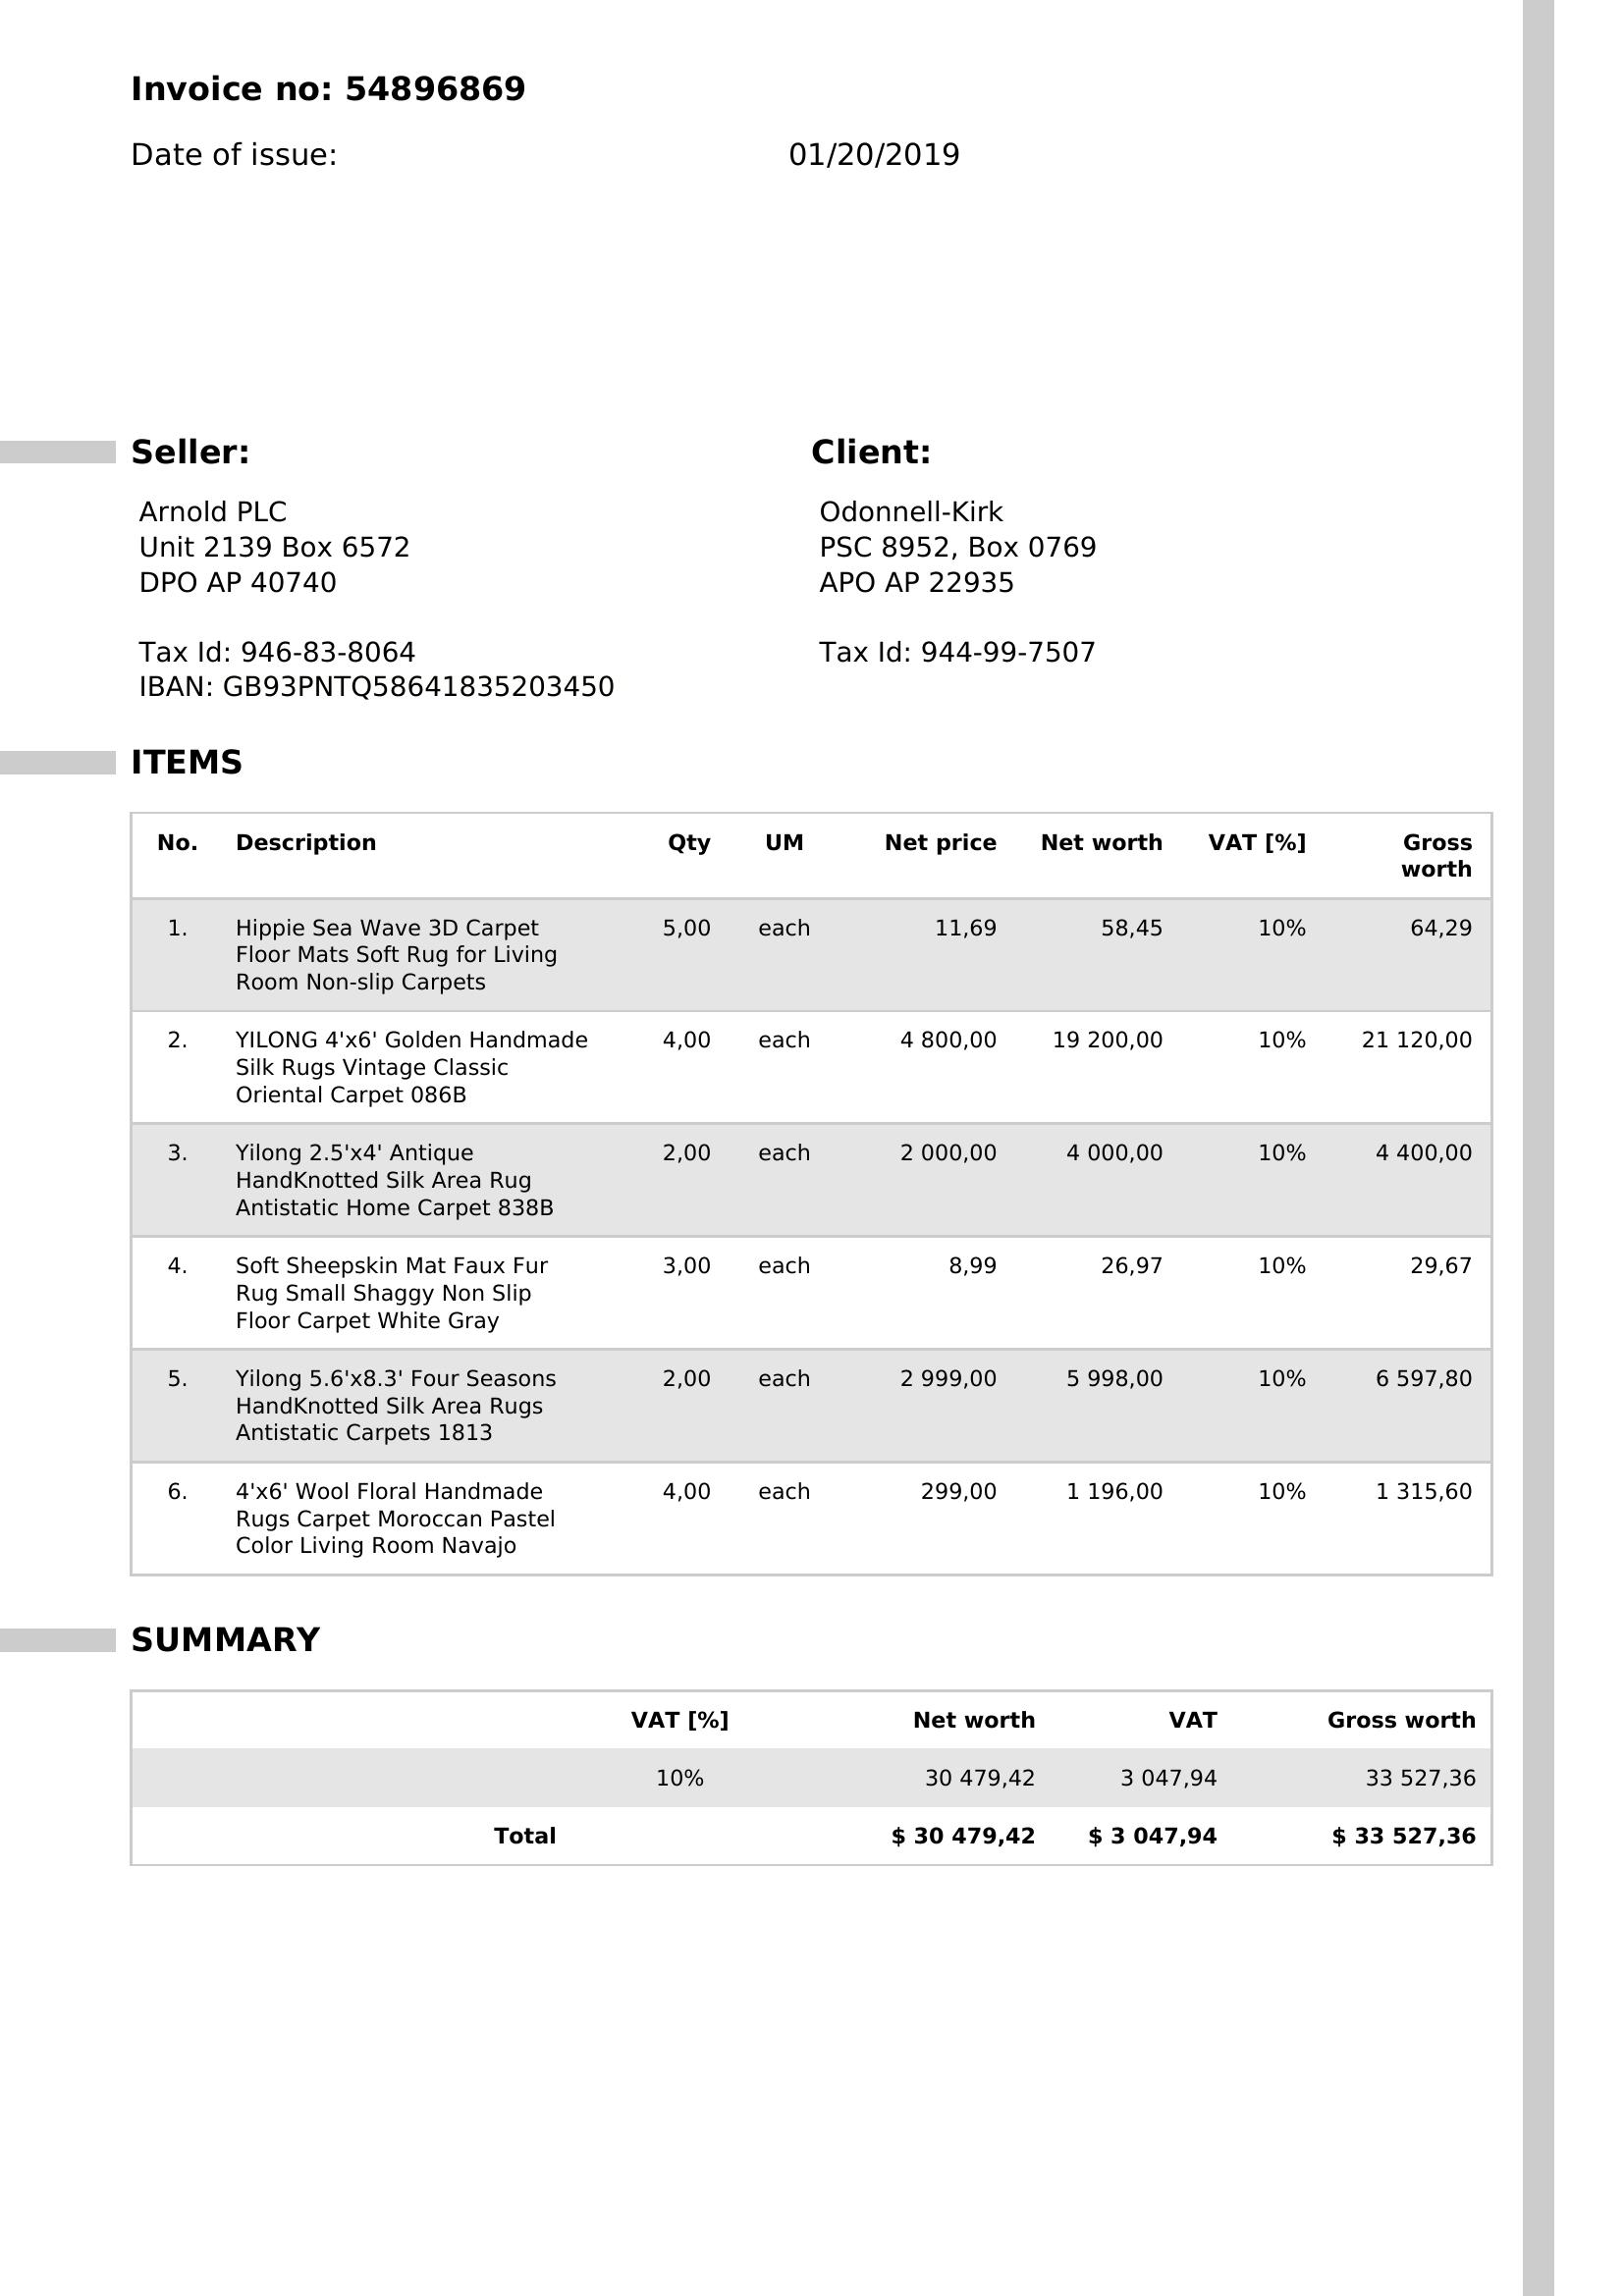 Invoice no: 54896869
Date of issue: 01/20/2019
Seller:
Arnold PLC
Unit 2139 Box 6572
DPO AP 40740
Tax Id: 946-83-8064
IBAN: GB93PNTQ58641835203450
Client:
Odonnell-Kirk
PSC 8952, Box 0769
APO AP 22935
Tax Id: 944-99-7507
ITEMS
No. Description Qty UM Net price Net worth VAT [%] Gross
worth
1. Hippie Sea Wave 3D Carpet 5,00 each 11,69 58,45 10% 64,29
Floor Mats Soft Rug for Living
Room Non-slip Carpets
2. YILONG 4'x6' Golden Handmade 4,00 each 4 800,00 19 200,00 10% 21 120,00
Silk Rugs Vintage Classic
Oriental Carpet 086B
3. Yilong 2.5'x4' Antique 2,00 each 2 000,00 4 000,00 10% 4 400,00
HandKnotted Silk Area Rug
Antistatic Home Carpet 838B
4. Soft Sheepskin Mat Faux Fur 3,00 each 8,99 26,97 10% 29,67
Rug Small Shaggy Non Slip
Floor Carpet White Gray
5. Yilong 5.6'x8.3' Four Seasons 2,00 each 2 999,00 5 998,00 10% 6 597,80
HandKnotted Silk Area Rugs
Antistatic Carpets 1813
6. 4'x6' Wool Floral Handmade 4,00 each 299,00 1 196,00 10% 1 315,60
Rugs Carpet Moroccan Pastel
Color Living Room Navajo
SUMMARY
VAT [%] Net worth VAT Gross worth
10% 30 479,42 3 047,94 33 527,36
Total $ 30 479,42 $ 3 047,94 $ 33 527,36